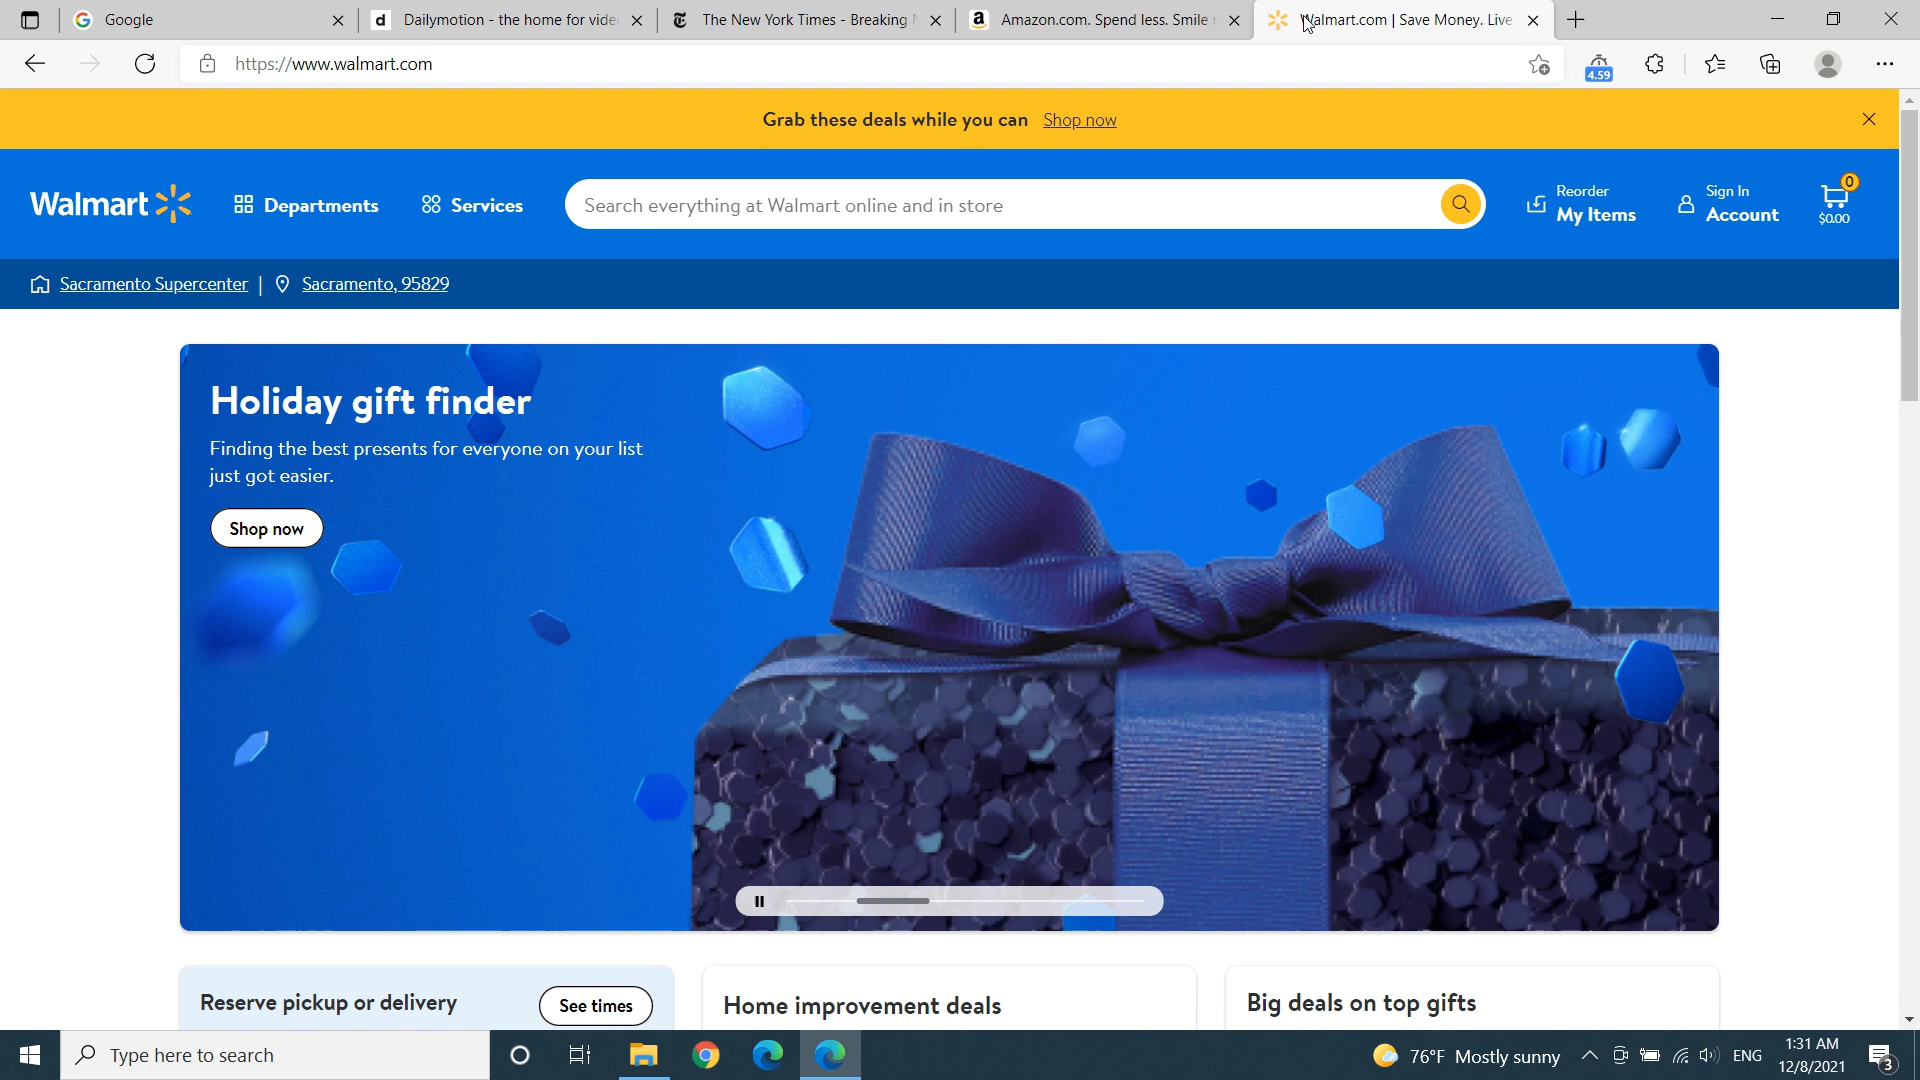 Google
Dailymotion - the home for vide
The New York Times - Breaking N
Amazon.com. Spend less. Smile
Walmart.com | Save Money. Live
https://www.walmart.com
4.59
Grab these deals while you can Shop now
Walmart
Departments
Services
Search everything at Walmart online and in store
Reorder
My Items
Sign In
Account
0
$0.00
Sacramento Supercenter | Sacramento, 95829
Holiday gift finder
Finding the best presents for everyone on your list
just got easier.
Shop now
Reserve pickup or delivery
See times
Home improvement deals
Big deals on top gifts
Type here to search
76°F Mostly sunny
ENG
1:31 AM
12/8/2021
3